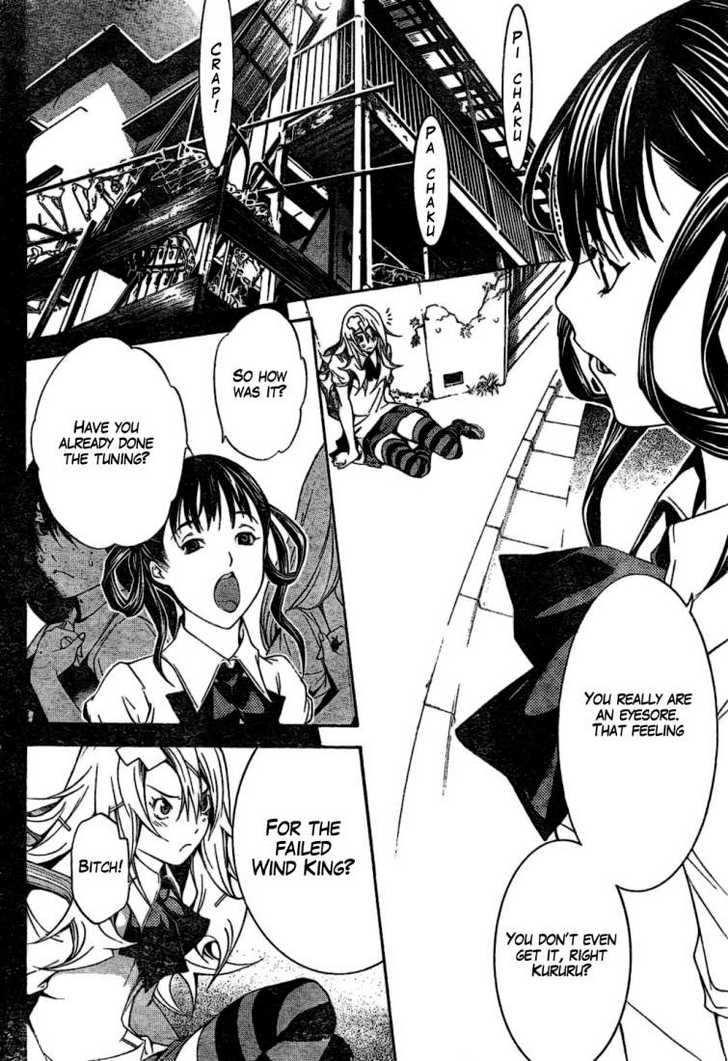 PI CHAKU
PA CHAKU
CRAP!
YOU REALLY ARE
AN EYESORE.
THAT FEELING
YOU DON'T EVEN
GET IT, RIGHT
KURURU?
SO HOW
WAS IT?
HAVE YOU
ALREADY DONE
THE TUNING?
FOR THE
FAILED
WIND KING?
BITCH!